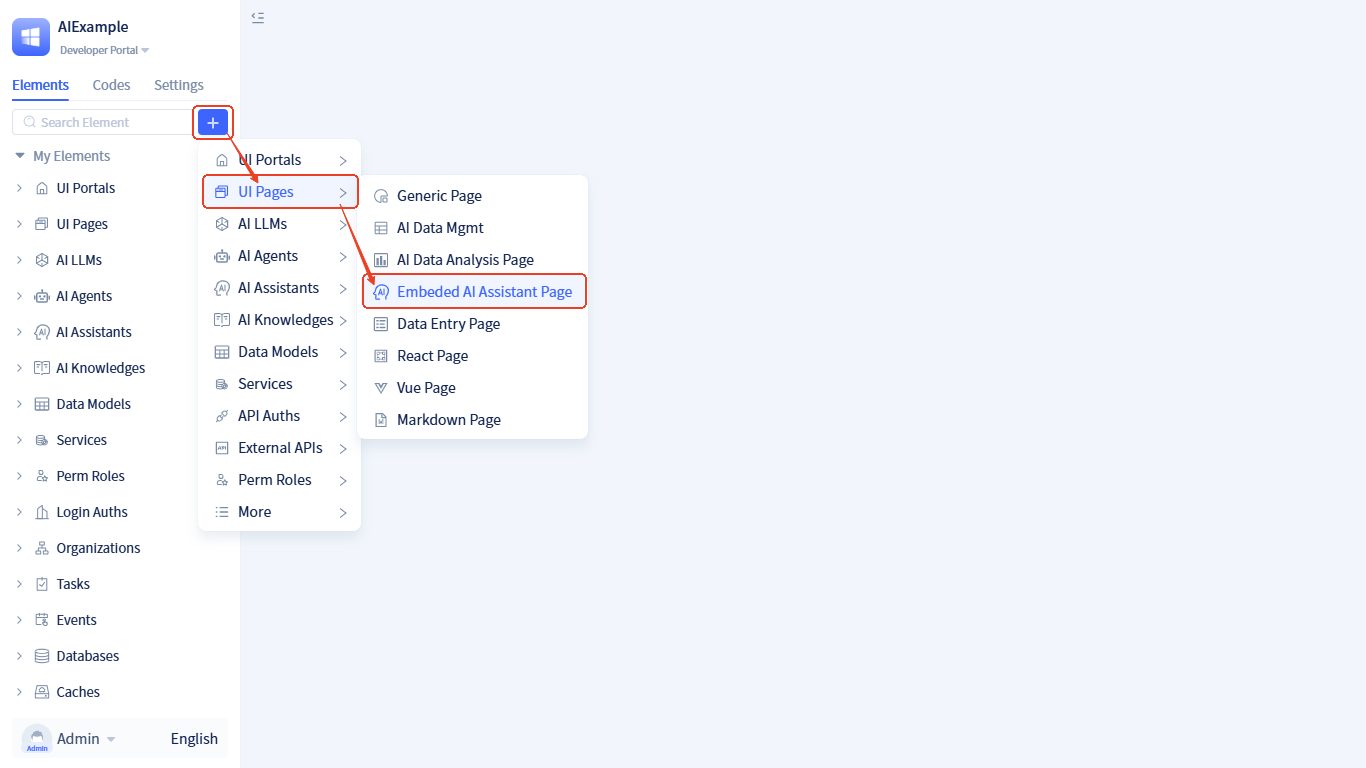 AIExample
Developer Portal
Elements Codes Settings
Search Element
My Elements
UI Portals
UI Pages
AI LLMs
AI Agents
AI Assistants
AI Knowledges
Data Models
Services
Perm Roles
Login Auths
Organizations
Tasks
Events
Databases
Caches
Admin
Admin
English
UI Portals
UI Pages
AI LLMs
AI Agents
AI Assistants
AI Knowledges
Data Models
Services
API Auths
External APIs
Perm Roles
More
Generic Page
AI Data Mgmt
AI Data Analysis Page
Embeded AI Assistant Page
Data Entry Page
React Page
Vue Page
Markdown Page